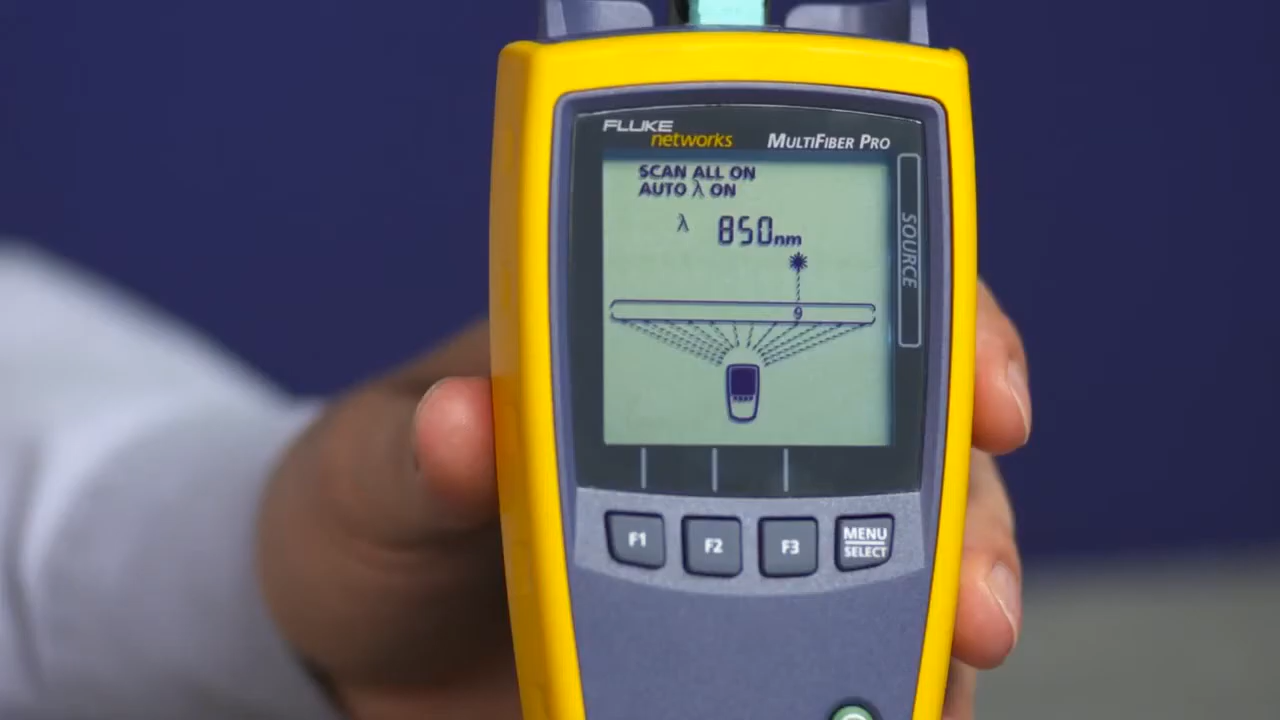 FLUKE
networks
MULTIFIBER PRO
SCAN ALL ON
AUTO λ ON
λ 850nm
9
SOURCE
F1
F2
F3
MENU
SELECT